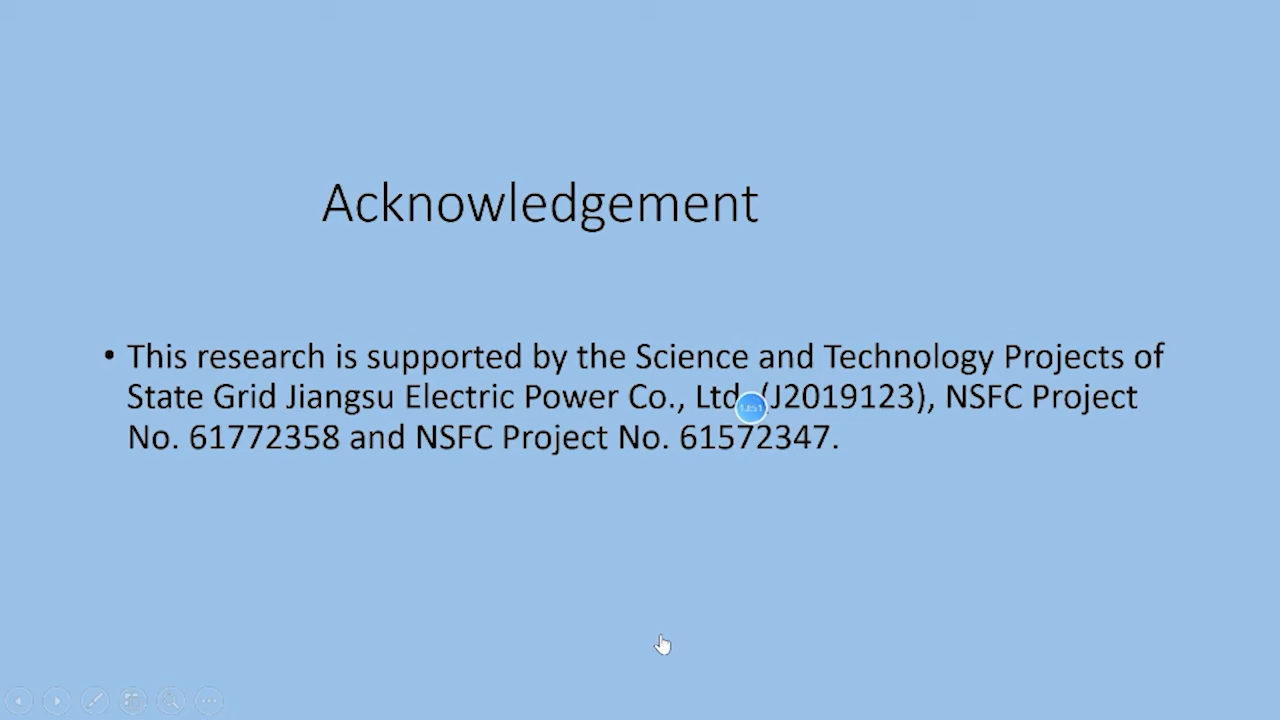 Acknowledgement
• This research is supported by the Science and Technology Projects of
State Grid Jiangsu Electric Power Co., Ltd. (J2019123), NSFC Project
No. 61772358 and NSFC Project No. 61572347.